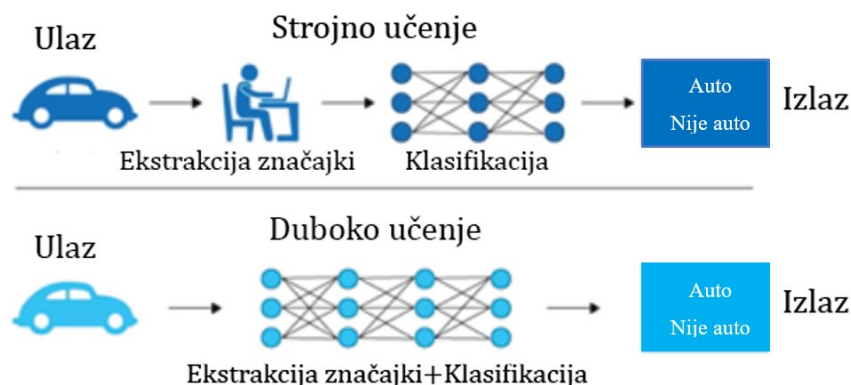 Ulaz
Strojno učenje
Auto
Nije auto
Izlaz
Ekstrakcija značajki
Klasifikacija
Ulaz
Duboko učenje
Auto
Nije auto
Izlaz
Ekstrakcija značajki+Klasifikacija